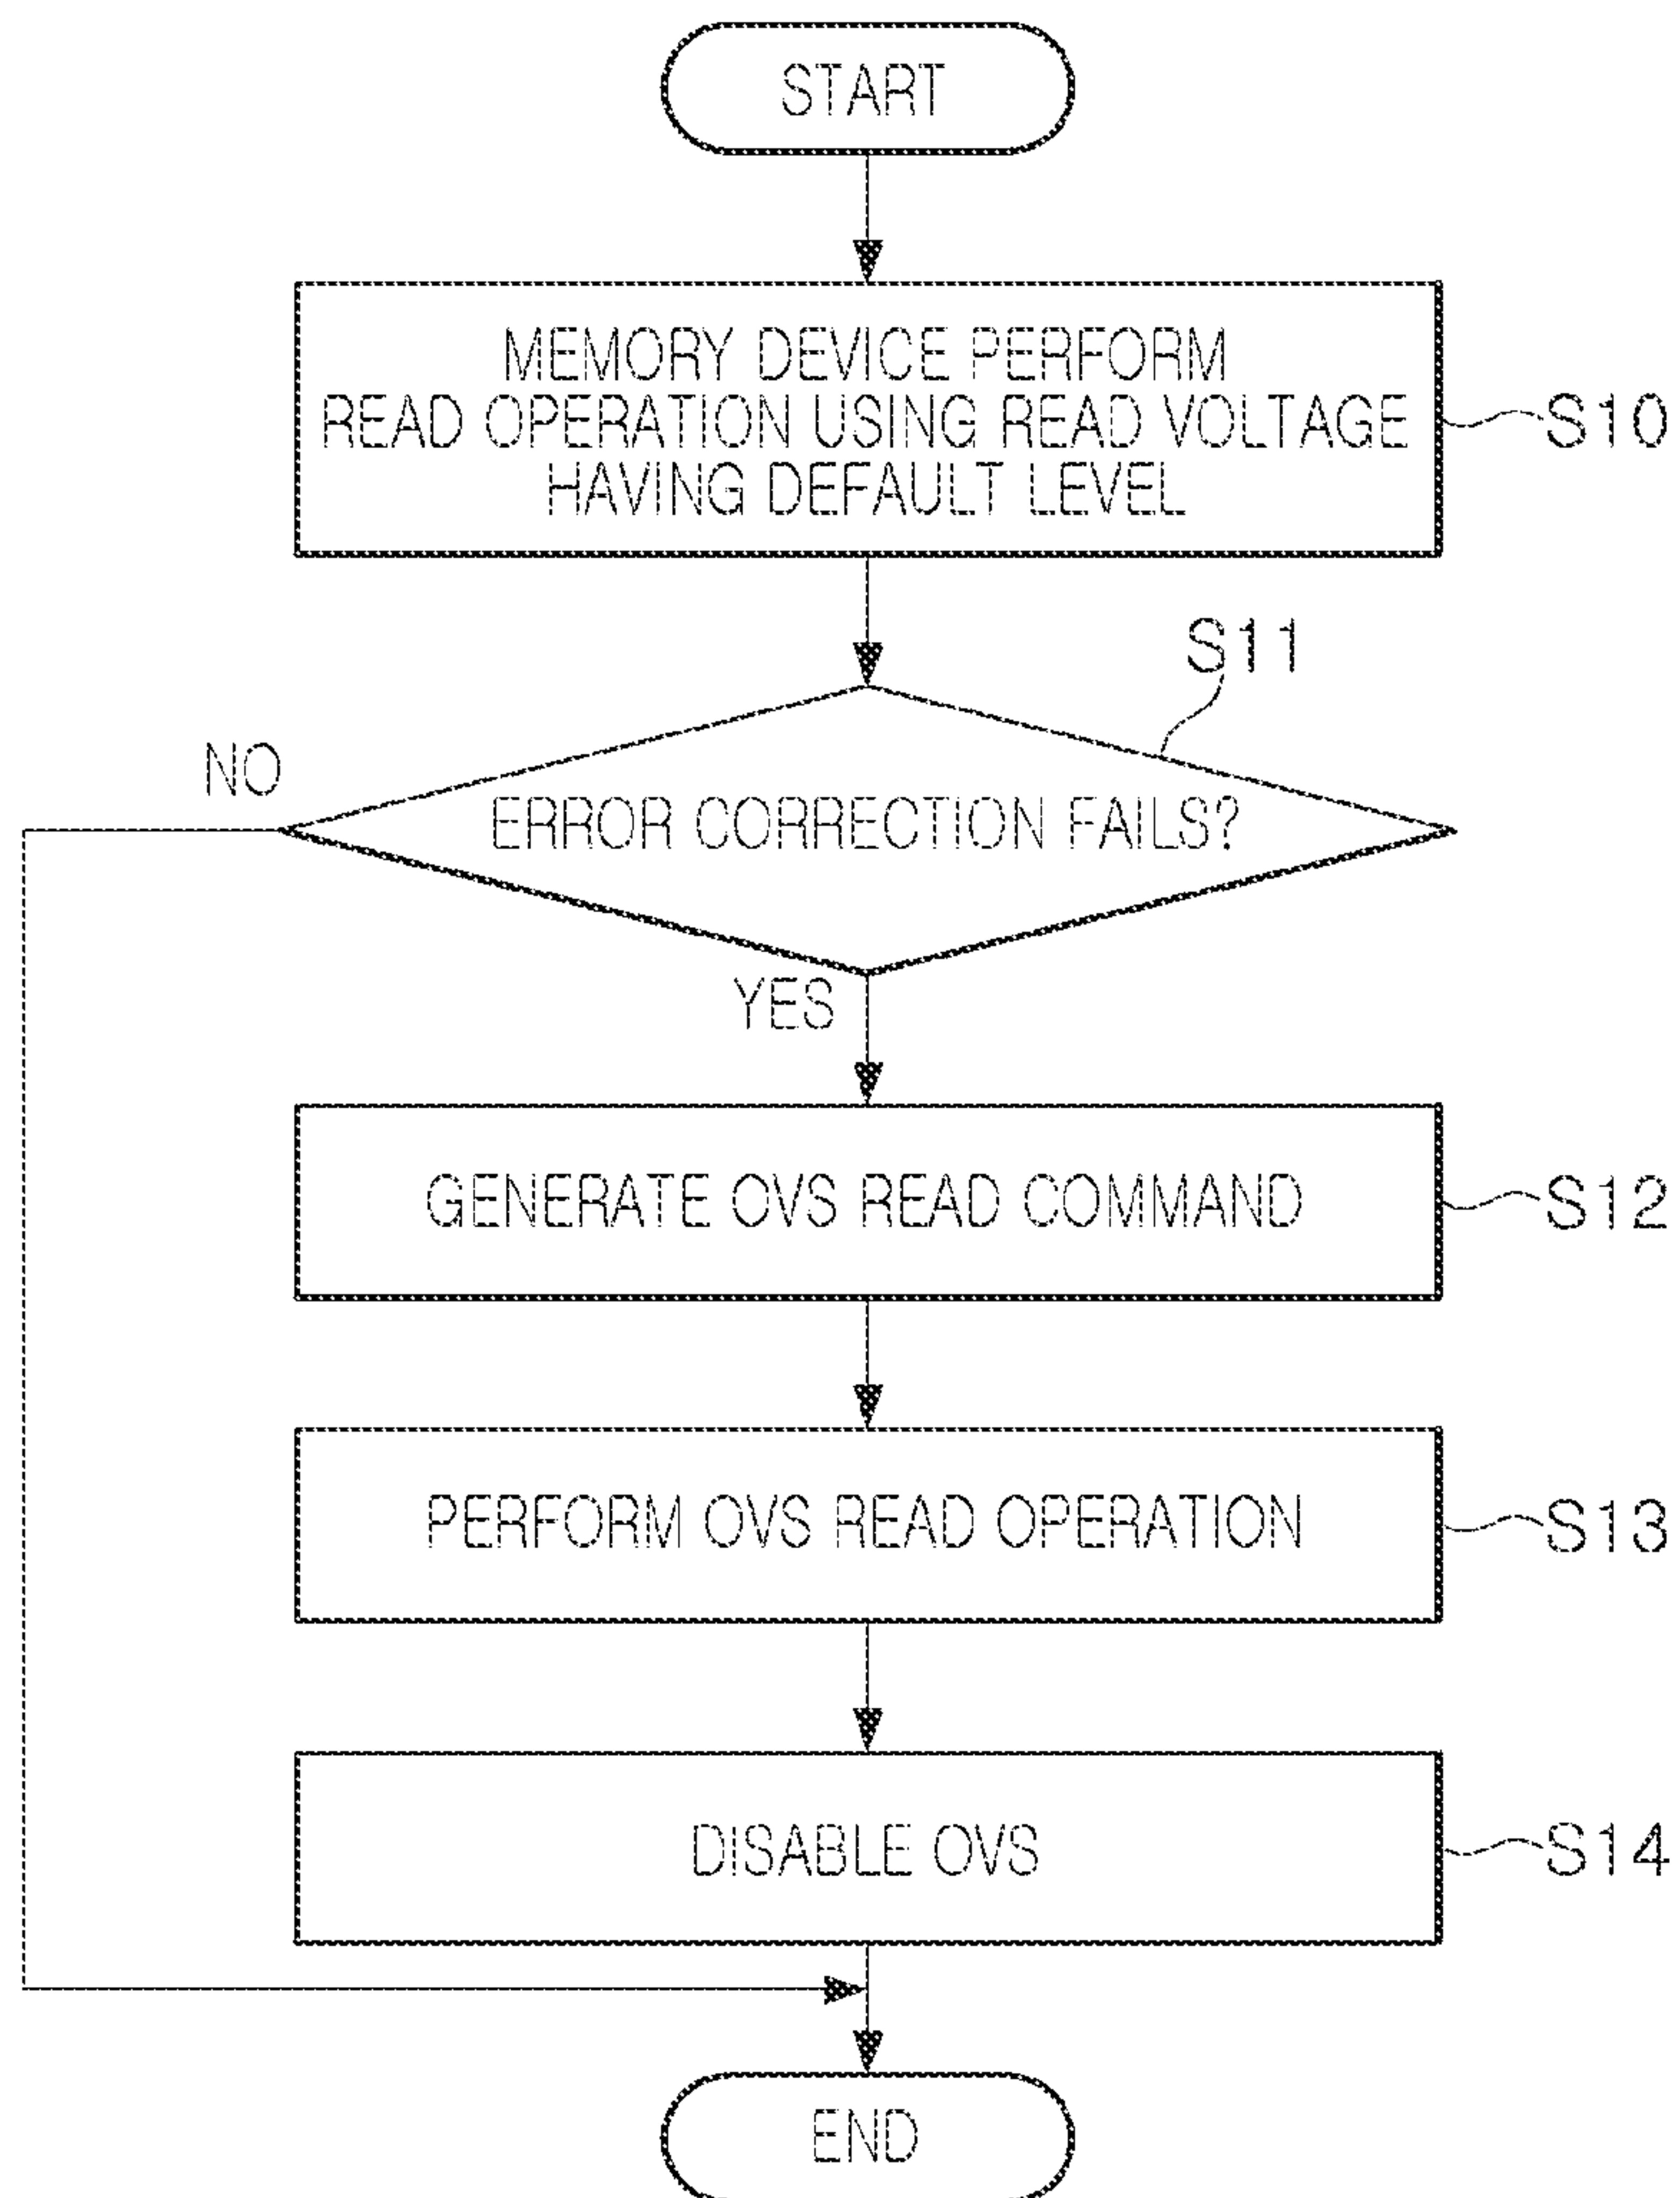 START
MEMORY DEVICE PERFORM
READ OPERATION USING READ VOLTAGE
HAVING DEFAULT LEVEL
S10
S11
NO
ERROR CORRECTION FAILS?
YES
GENERATE OVS READ COMMAND
S12
PERFORM OVS READ OPERATION
S13
DISABLE OVS
S14
END